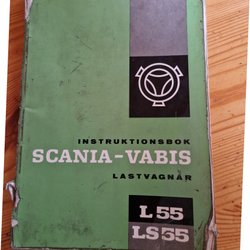 INSTRUKTIONSBOK
SCANIA-VABIS
LASTVAGNAR
L 55
LS 55